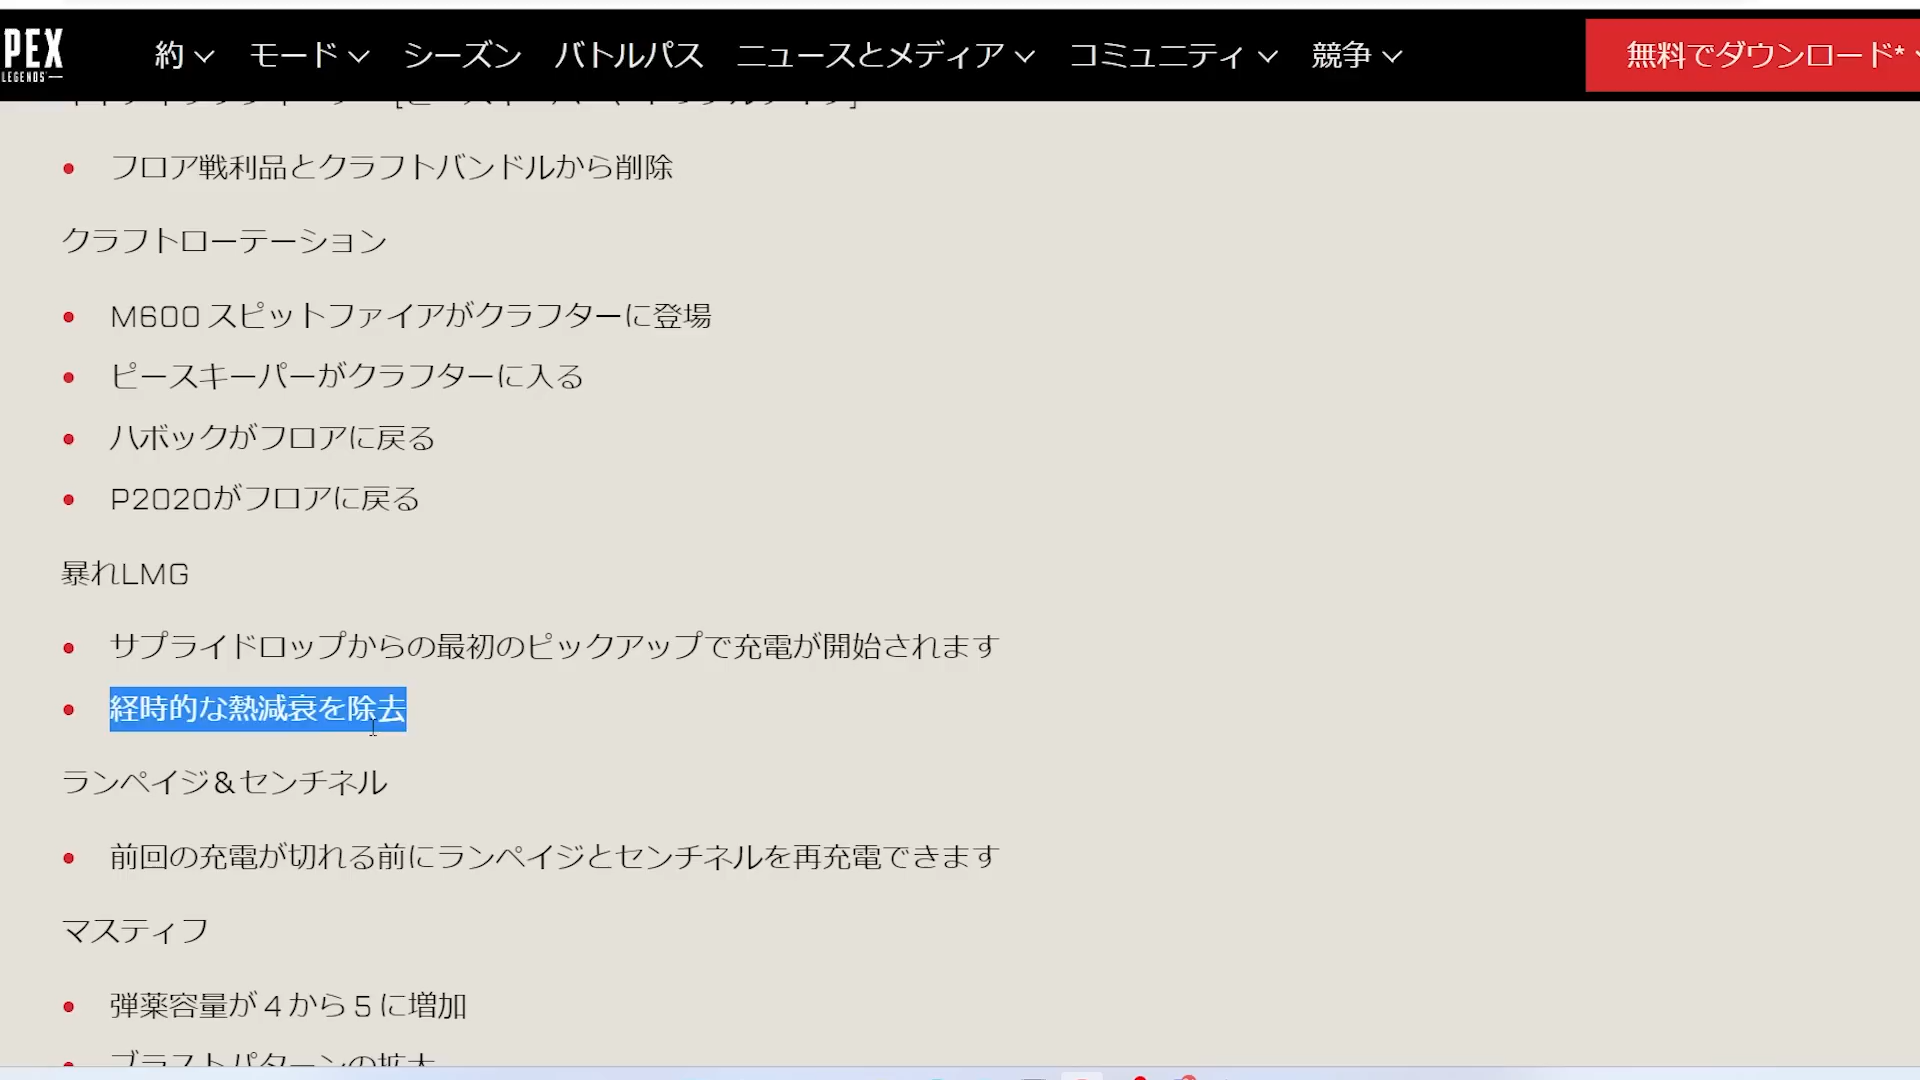 PEX
LEGENDS
約 モード シーズン バトルパス ニュースとメディア コミュニティ 競争 無料でダウンロード*
フロア戦利品とクラフトバンドルから削除
クラフトローテーション
M600 スピットファイアがクラフターに登場
ピースキーパーがクラフターに入る
ハボックがフロアに戻る
P2020がフロアに戻る
暴れLMG
サプライドロップからの最初のピックアップで充電が開始されます
経時的な熱減衰を除去
ランペイジ＆センチネル
前回の充電が切れる前にランペイジとセンチネルを再充電できます
マスティフ
弾薬容量が４から５に増加
ブラストパターンの拡大